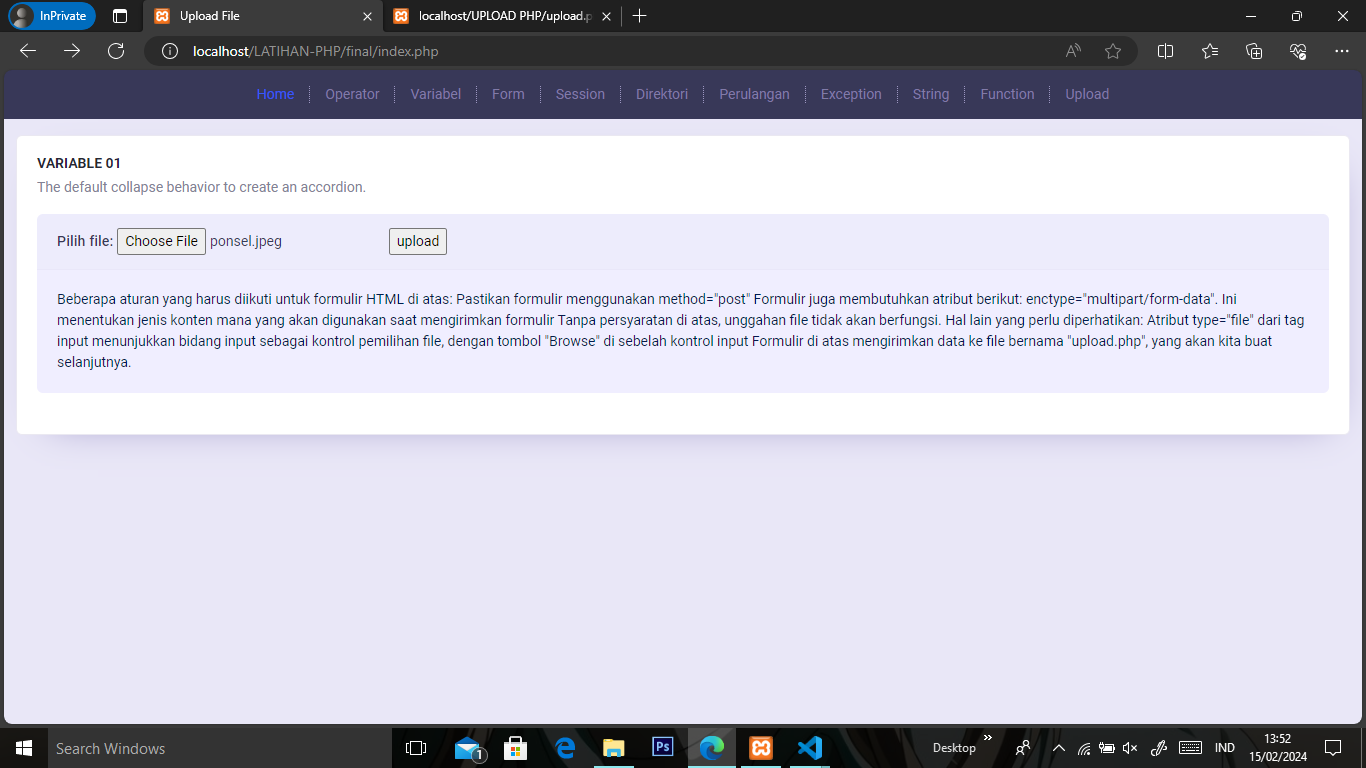 InPrivate
Upload File
localhost/UPLOAD PHP/upload.p
localhost/LATIHAN-PHP/final/index.php
Home Operator Variabel Form Session Direktori Perulangan Exception String Function Upload
VARIABLE 01
The default collapse behavior to create an accordion.
Pilih file: Choose File ponsel.jpeg upload
Beberapa aturan yang harus diikuti untuk formulir HTML di atas: Pastikan formulir menggunakan method="post" Formulir juga membutuhkan atribut berikut: enctype="multipart/form-data". Ini
menentukan jenis konten mana yang akan digunakan saat mengirimkan formulir Tanpa persyaratan di atas, unggahan file tidak akan berfungsi. Hal lain yang perlu diperhatikan: Atribut type="file" dari tag
input menunjukkan bidang input sebagai kontrol pemilihan file, dengan tombol "Browse" di sebelah kontrol input Formulir di atas mengirimkan data ke file bernama "upload.php", yang akan kita buat
selanjutnya.
Search Windows
1
Ps
Desktop
IND
13:52
15/02/2024